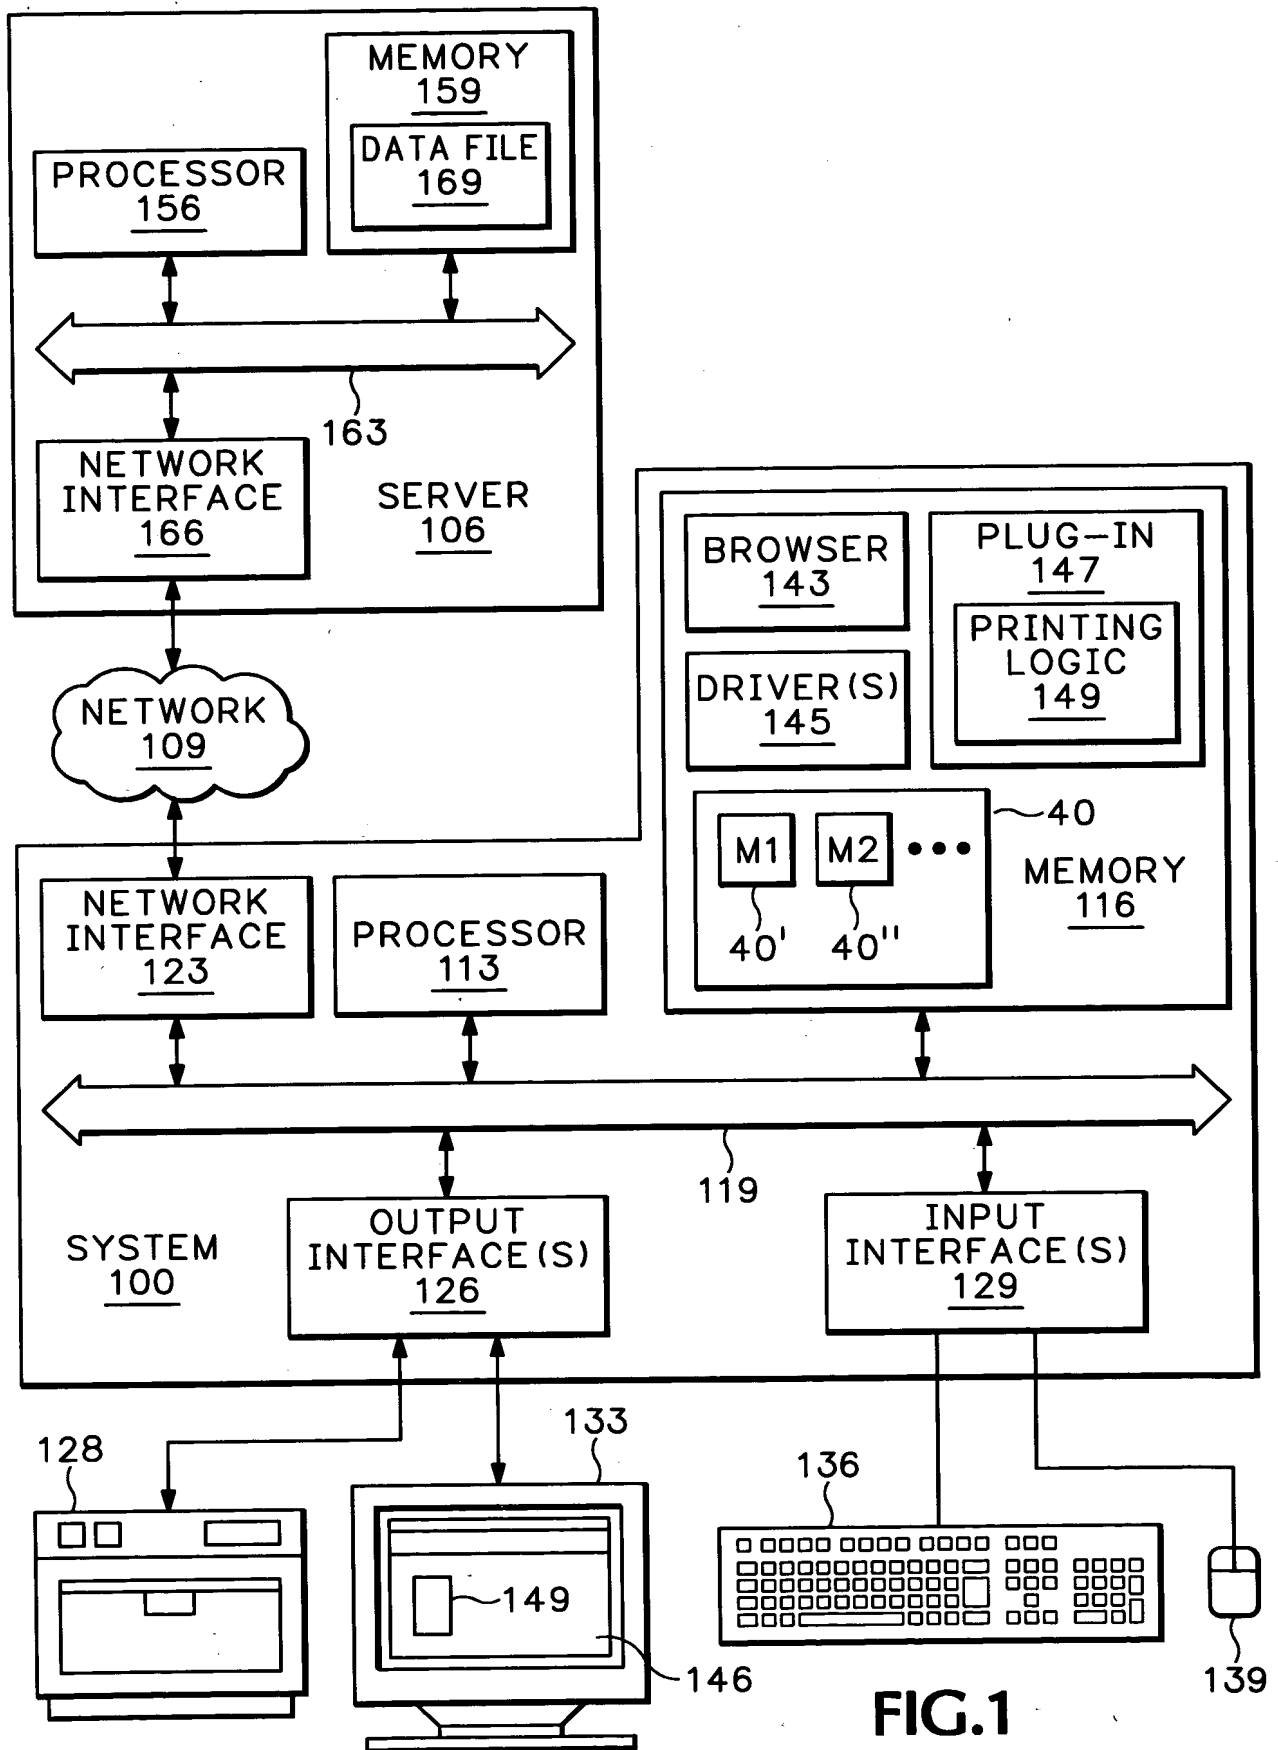 MEMORY
159
DATA FILE
169
PROCESSOR
156
163
NETWORK
INTERFACE
166
SERVER
106
NETWORK
109
BROWSER
143
PLUG-IN
147
PRINTING
LOGIC
149
DRIVER(S)
145
40
M1
M2
40'
40"
MEMORY
116
NETWORK
INTERFACE
123
PROCESSOR
113
119
SYSTEM
100
OUTPUT
INTERFACE(S)
126
INPUT
INTERFACE(S)
129
128
133
136
149
146
139
FIG.1